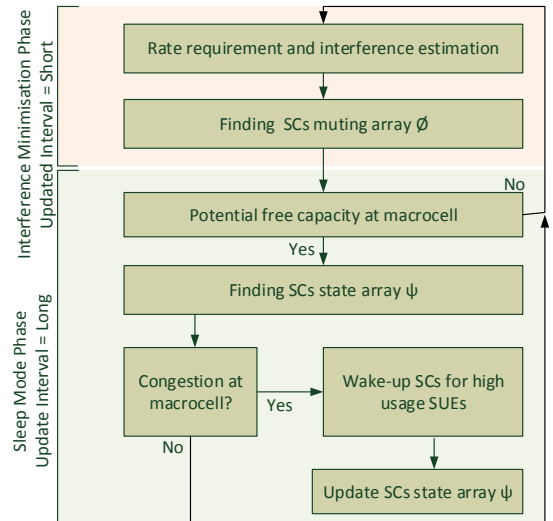 Interference Minimisation Phase
Updated Interval = Short
Rate requirement and interference estimation
Finding SCs muting array Ø
No
Potential free capacity at macrocell
Yes
Finding SCs state array ψ
Sleep Mode Phase
Update Interval = Long
Congestion at
macrocell?
Yes
Wake-up SCs for high
usage SUEs
No
Update SCs state array ψ